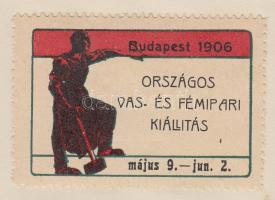 Budapest 1906
ORSZÁGOS
VAS- ÉS FÉMIPARI
KIÁLLITÁS
május 9.–jun. 2.